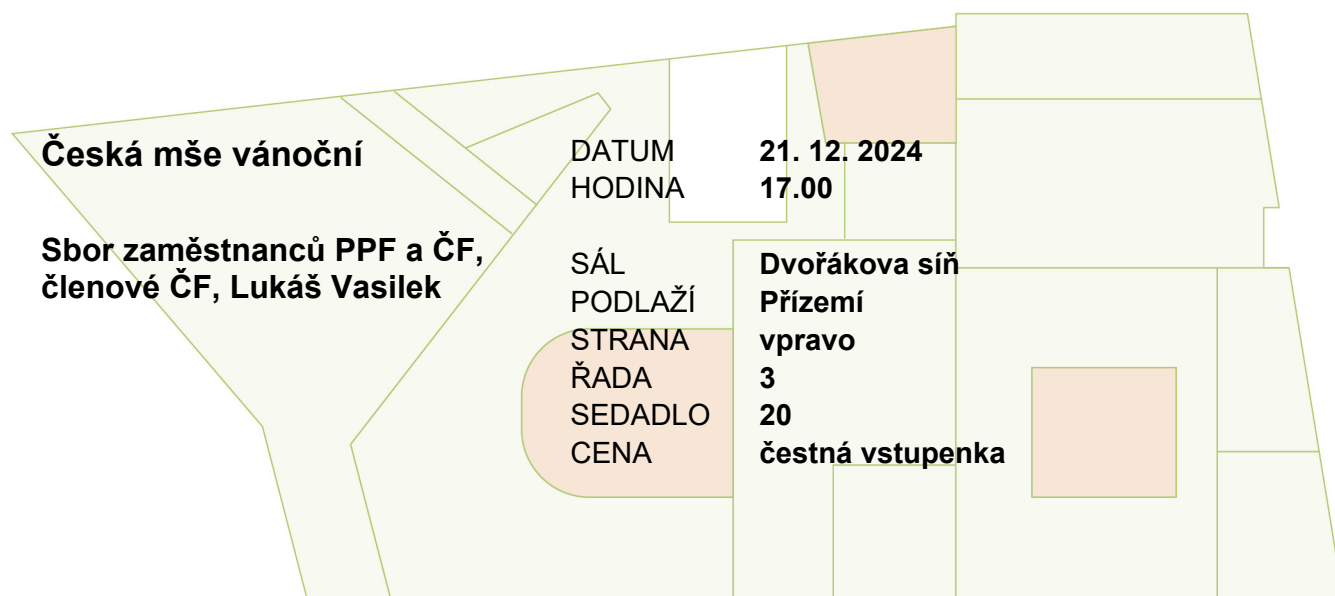 Česká mše vánoční
Sbor zaměstnanců PPF a ČF,
členové ČF, Lukáš Vasilek
DATUM 21. 12. 2024
HODINA 17.00
SÁL Dvořákova síň
PODLAŽÍ Přízemí
STRANA vpravo
ŘADA 3
SEDADLO 20
CENA čestná vstupenka